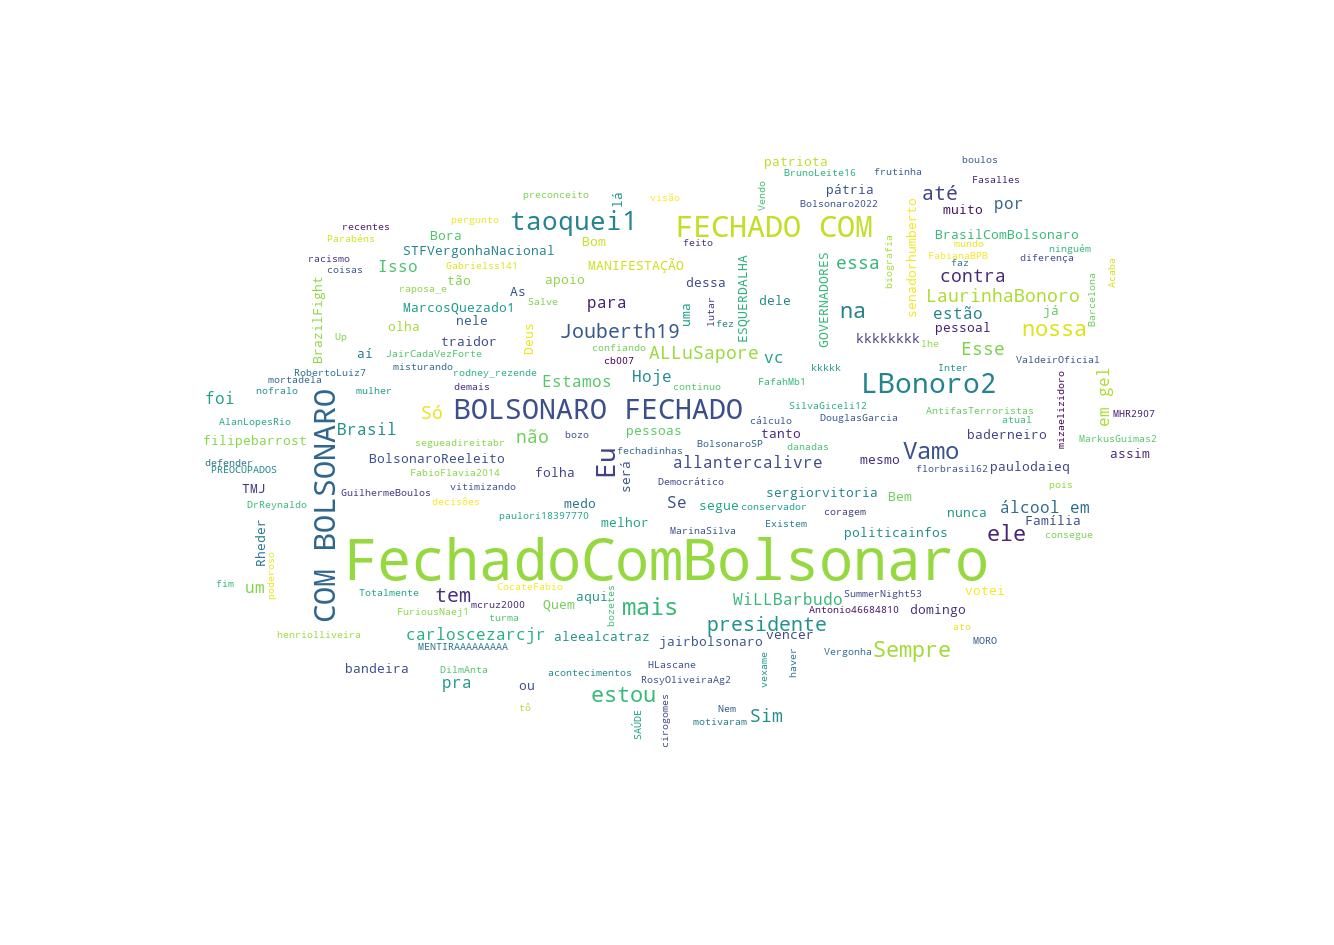 boulos
patriota
BrunoLeite16
frutinha
Fasalles
preconceito
lá
visão
Vendo
pátria
até
Bolsonaro2022
muito
por
recentes
pergunto
taoquei1
FECHADO COM
senadorhumberto
Parabéns
Bora
Bom
feito
BrasilComBolsonaro
STFVergonhaNacional
mundo
ninguém
racismo
Isso
Gabrielss141
MANIFESTAÇÃO
essa
biografia
FabianaBPB
diferença
coisas
tão
apoio
dessa
ESQUERDALHA
GOVERNADORES
faz
contra
Acaba
raposa_e
As
Salve
para
uma
lutar
dele
na
LaurinhaBonoro
Barcelona
BrazilFight
MarcosQuezado1
nele
estão
já
olha
Deus
Jouberth19
fez
pessoal
nossa
Up
traidor
kkkkkkkk
lhe
aí
JairCadaVezForte
confiando
ALLuSapore
vc
Esse
ValdeirOficial
misturando
cb007
RobertoLuiz7
rodney_rezende
Hoje
kkkkk
Inter
mortadela
Estamos
FafahMb1
LBonoro2
em gel
nofralo
mulher
demais
continuo
foi
COM BOLSONARO
Só
BOLSONARO FECHADO
SilvaGiceli12
AntifasTerroristas
mizaelizidoro
MHR2907
AlanLopesRio
cálculo
DouglasGarcia
atual
filipebarrost
Brasil
segueadireitabr
não
bozo
pessoas
tanto
baderneiro
MarkusGuimas2
BolsonaroSP
danadas
defender
BolsonaroReeleito
Eu
fechadinhas
Vamo
assim
PREOCUPADOS
FabioFlavia2014
folha
será
allantercalivre
mesmo
florbrasil62
paulodaieq
TMJ
GuilhermeBoulos
vitimizando
Democrático
pois
DrReynaldo
decisões
medo
Se
segue
conservador
sergiorvitoria
Bem
coragem
nunca
álcool em
paulori18397770
melhor
MarinaSilva
Existem
politicainfos
Família
Rheder
ele
consegue
FechadoComBolsonaro
fim
um
poderoso
Totalmente
tem
CocateFabio
aqui
bozetes
WiLLBarbudo
SummerNight53
votei
FuriousNaej1
mcruz2000
Quem
mais
Antonio46684810
domingo
turma
presidente
henriolliveira
carloscezarcjr
aleealcatraz
jairbolsonaro
vencer
ato
MENTIRAAAAAAAAA
Vergonha
Sempre
MORO
bandeira
DilmAnta
acontecimentos
HLascane
vexame
haver
pra
ou
estou
RosyOliveiraAg2
tô
SAÚDE
cirogomes
Nem
motivaram
Sim